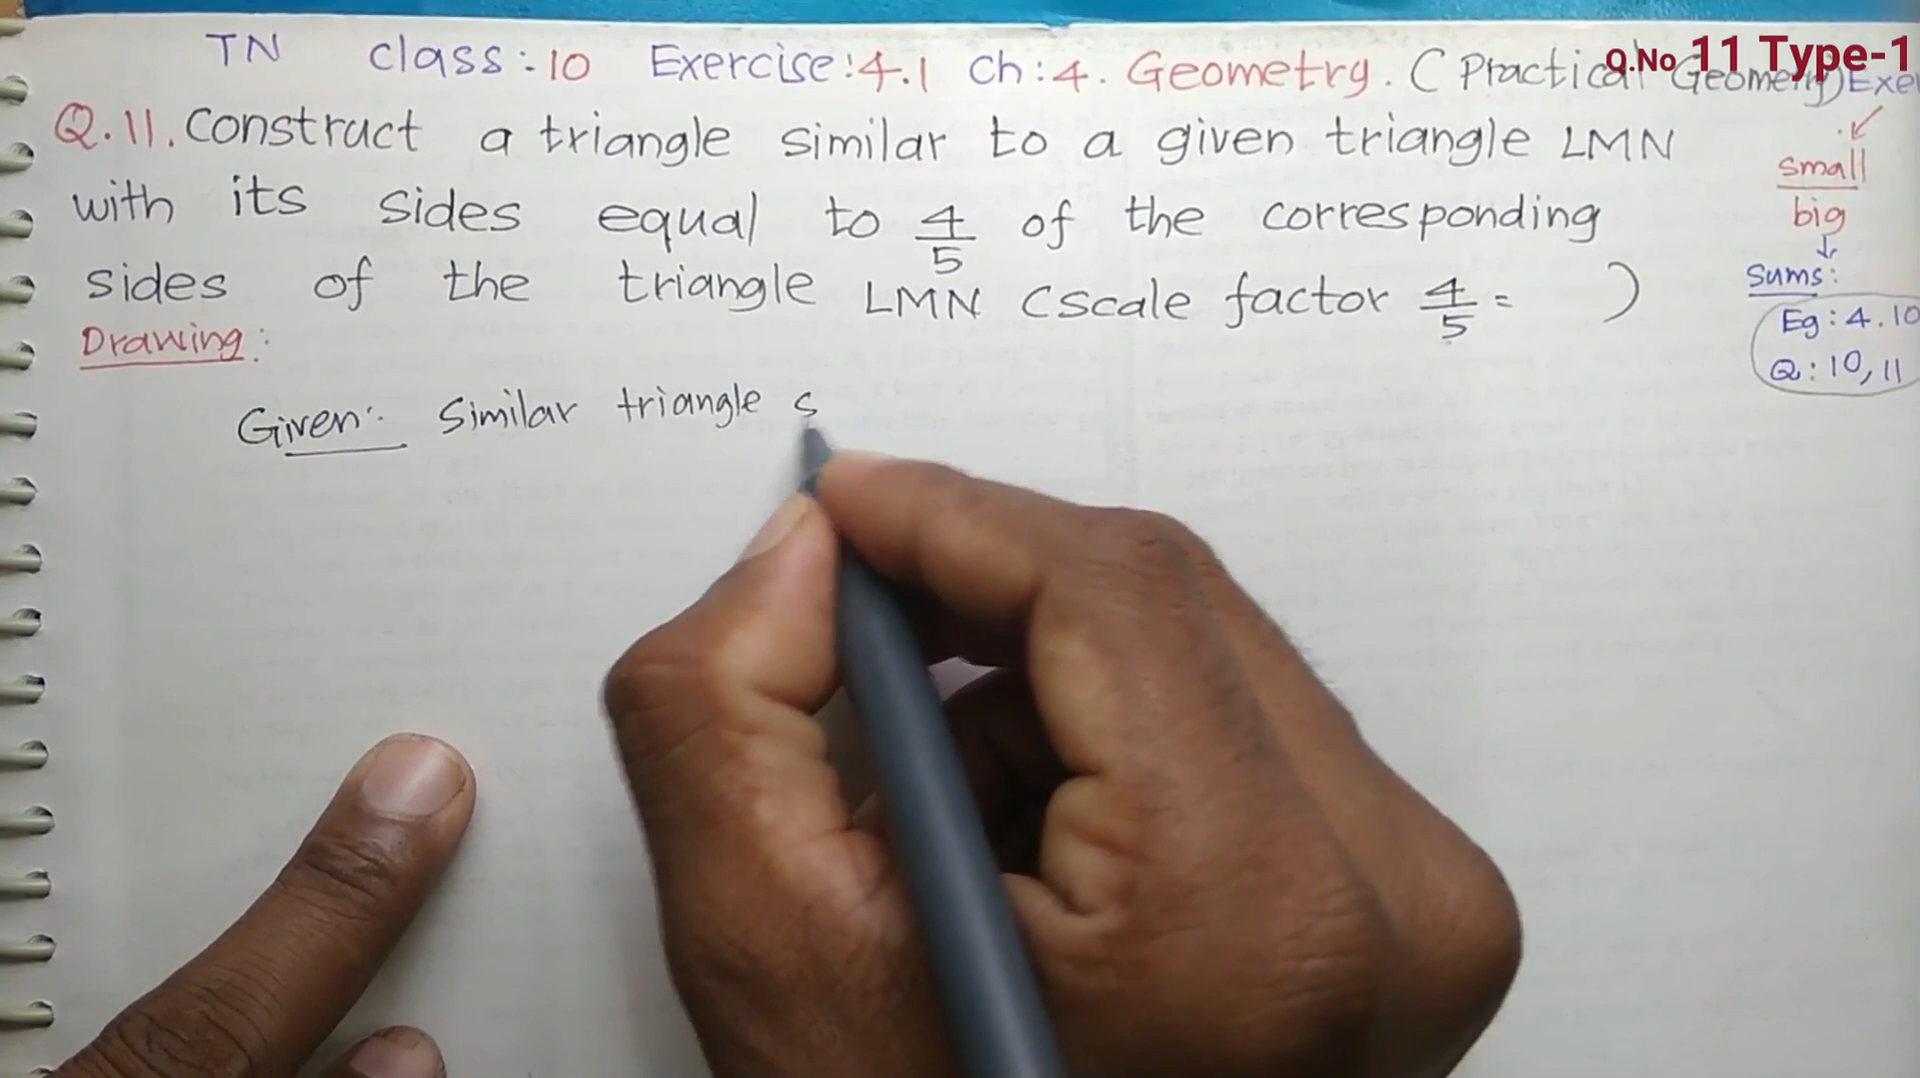 TN class:10 Exercise:4.1 Ch:4. Geometry. (Practical Geometry) Exe
Q.No 11 Type-1
Q.11. Construct a triangle similar to a given triangle LMN
with its sides equal to 4/5 of the corresponding
sides of the triangle LMN (scale factor 4/5 = )
small
big
Sums:
Eg: 4.10
Q: 10, 11
Drawing:
Given: Similar triangle s